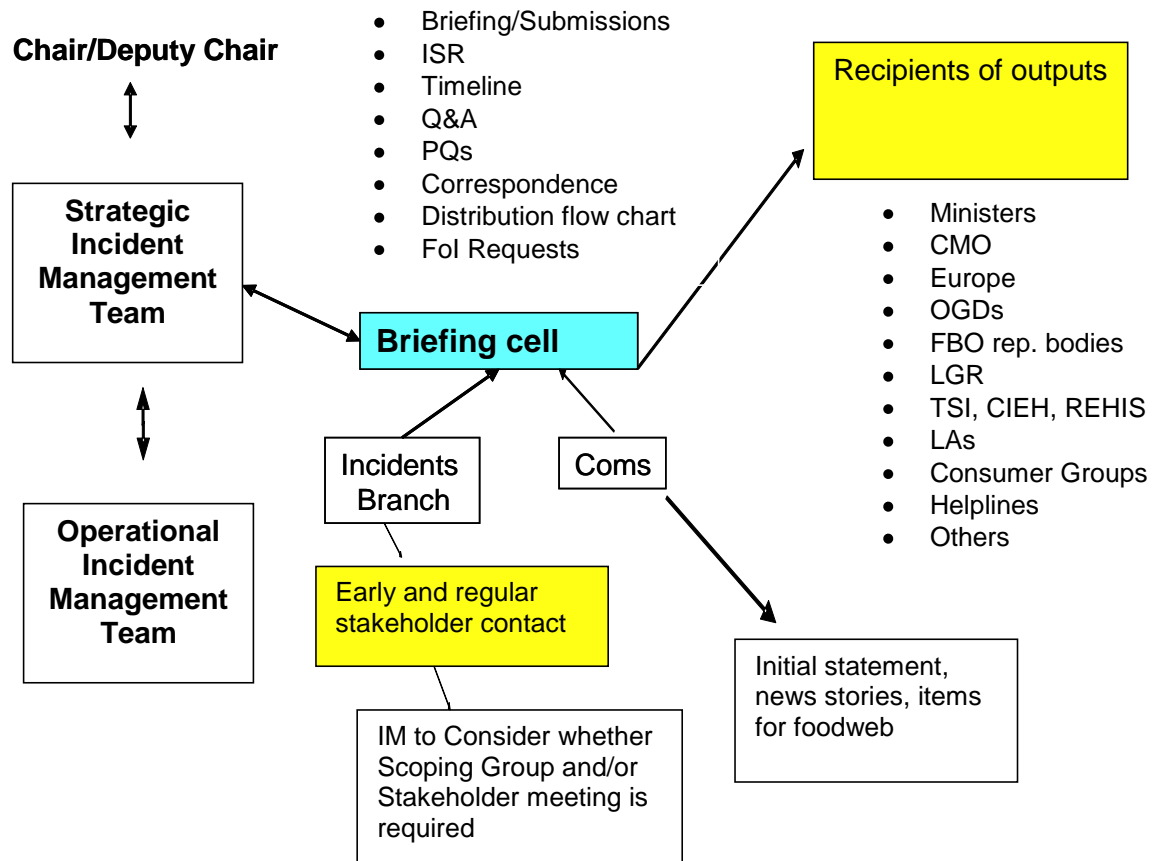 Chair/Deputy Chair
Strategic
Incident
Management
Team
Operational
Incident
Management
Team
• Briefing/Submissions
• ISR
• Timeline
• Q&A
• PQs
• Correspondence
• Distribution flow chart
• FoI Requests
Briefing cell
Incidents
Branch
Coms
Early and regular
stakeholder contact
IM to Consider whether
Scoping Group and/or
Stakeholder meeting is
required
Initial statement,
news stories, items
for foodweb
Recipients of outputs
• Ministers
• CMO
• Europe
• OGDs
• FBO rep. bodies
• LGR
• TSI, CIEH, REHIS
• LAs
• Consumer Groups
• Helplines
• Others